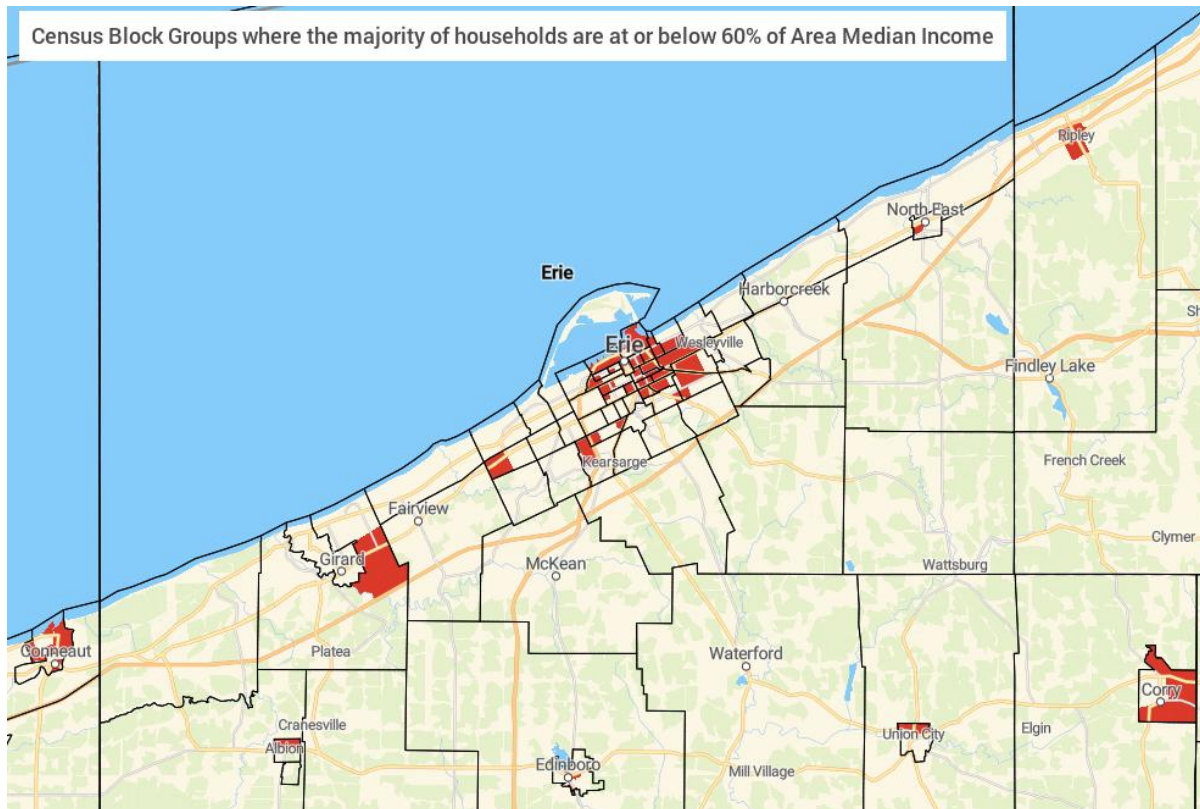 Census Block Groups where the majority of households are at or below 60% of Area Median Income
Ripley
North East
Erie
Harborcreek
Erie
Wesleyville
Sh
Findley Lake
Kearsarge
French Creek
Fairview
Clymer
Girard
McKean
Wattsburg
Conneaut
Platea
Waterford
Corry
Cranesville
Elgin
Albion
Union City
Edinboro
Mill Village